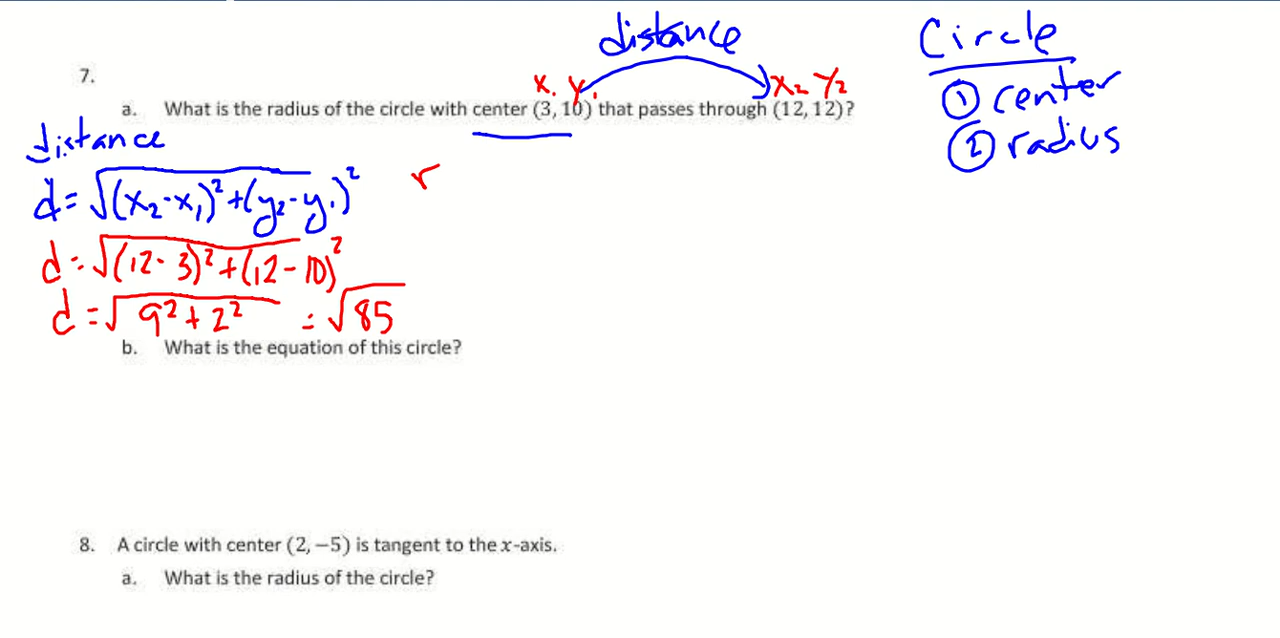 distance
Circle
① center
② radius
7.
x₁ y₁ x₂ y₂
a. What is the radius of the circle with center (3, 10) that passes through (12, 12)?
distance
d = √(x₂-x₁)² + (y₂-y₁)²
r
d = √(12-3)² + (12-10)²
d = √9² + 2² = √85
b. What is the equation of this circle?
8. A circle with center (2, −5) is tangent to the x-axis.
a. What is the radius of the circle?